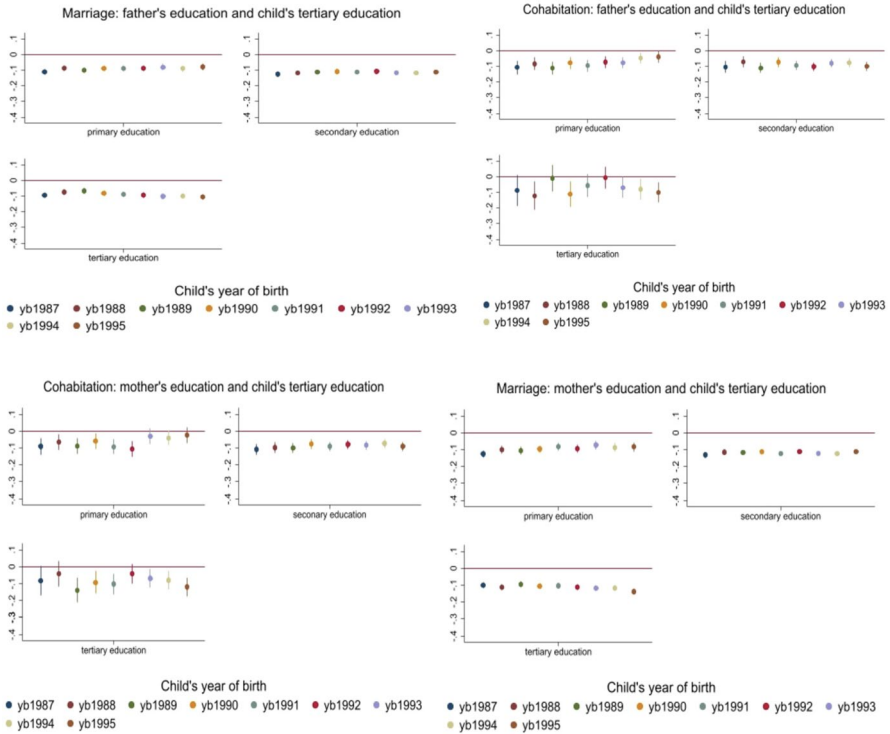 Marriage: father's education and child's tertiary education
.1
0
-.1
-.2
-.3
-.4
primary education
.1
0
-.1
-.2
-.3
-.4
secondary education
.1
0
-.1
-.2
-.3
-.4
tertiary education
Child's year of birth
yb1987 yb1988 yb1989 yb1990 yb1991 yb1992 yb1993
yb1994 yb1995
Cohabitation: father's education and child's tertiary education
.1
0
-.1
-.2
-.3
-.4
primary education
.1
0
-.1
-.2
-.3
-.4
secondary education
.1
0
-.1
-.2
-.3
-.4
tertiary education
Child's year of birth
yb1987 yb1988 yb1989 yb1990 yb1991 yb1992 yb1993
yb1994 yb1995
Cohabitation: mother's education and child's tertiary education
.1
0
-.1
-.2
-.3
-.4
primary education
.1
0
-.1
-.2
-.3
-.4
seconary education
.1
0
-.1
-.2
-.3
-.4
tertiary education
Child's year of birth
yb1987 yb1988 yb1989 yb1990 yb1991 yb1992 yb1993
yb1994 yb1995
Marriage: mother's education and child's tertiary education
.1
0
-.1
-.2
-.3
-.4
primary education
.1
0
-.1
-.2
-.3
-.4
secondary education
.1
0
-.1
-.2
-.3
-.4
tertiary education
Child's year of birth
yb1987 yb1988 yb1989 yb1990 yb1991 yb1992 yb1993
yb1994 yb1995